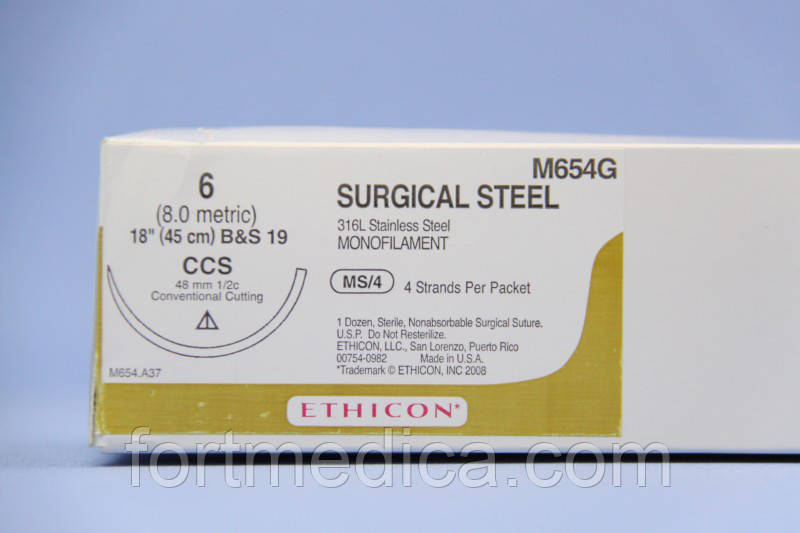 M654G
6
(8.0 metric)
18" (45 cm) B&S 19
CCS
48 mm 1/2c
Conventional Cutting
M654.A37
SURGICAL STEEL
316L Stainless Steel
MONOFILAMENT
MS/4 4 Strands Per Packet
1 Dozen, Sterile, Nonabsorbable Surgical Suture.
U.S.P. Do Not Resterilize.
ETHICON, LLC., San Lorenzo, Puerto Rico
00754-0982 Made in U.S.A.
*Trademark © ETHICON, INC 2008
ETHICON*
fortmedica.com.ua